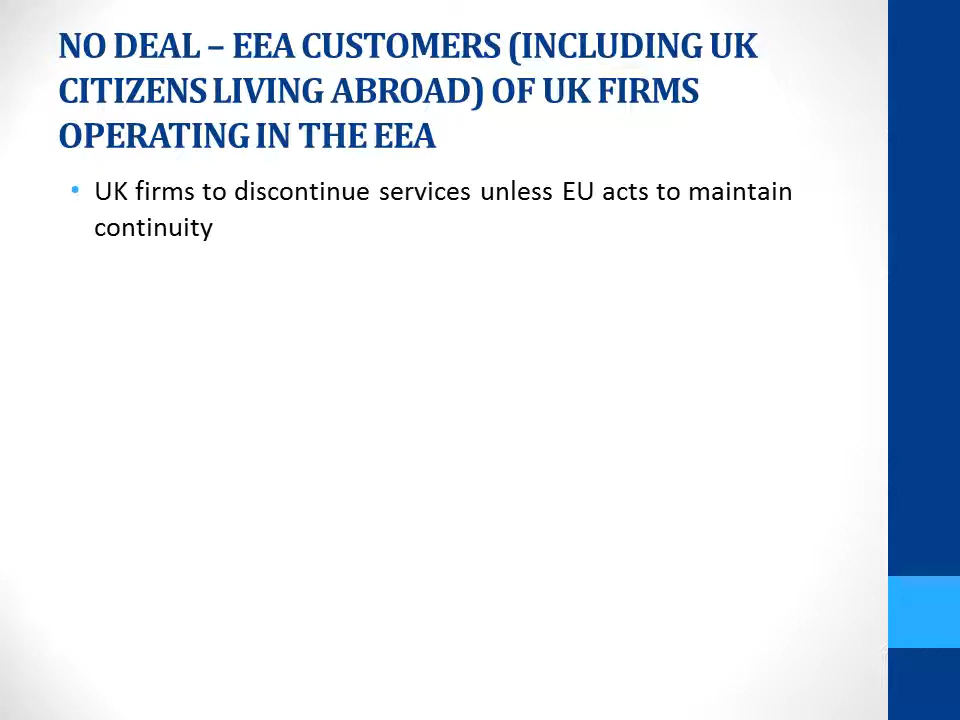 NO DEAL – EEA CUSTOMERS (INCLUDING UK
CITIZENS LIVING ABROAD) OF UK FIRMS
OPERATING IN THE EEA
• UK firms to discontinue services unless EU acts to maintain
continuity